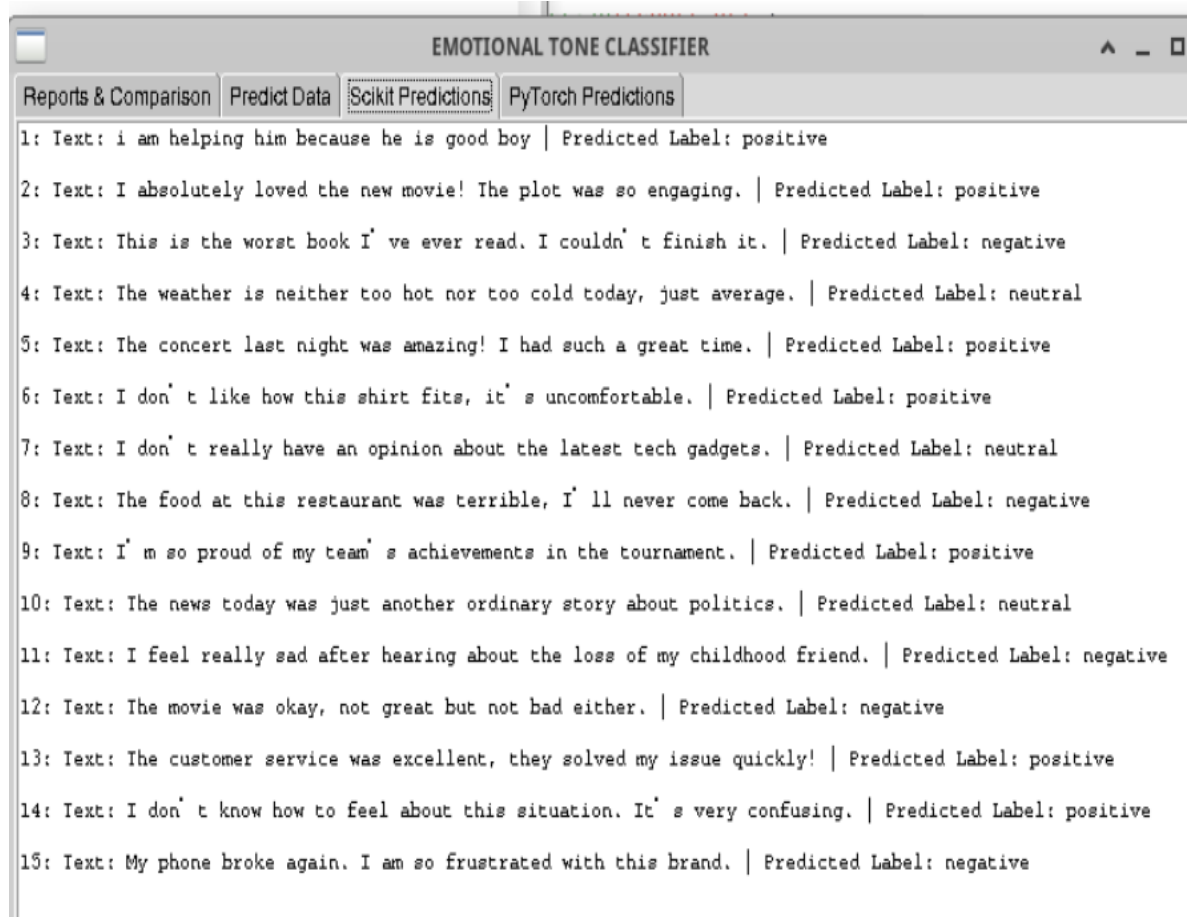 EMOTIONAL TONE CLASSIFIER
Reports & Comparison Predict Data Scikit Predictions PyTorch Predictions
1: Text: i am helping him because he is good boy | Predicted Label: positive
2: Text: I absolutely loved the new movie! The plot was so engaging. | Predicted Label: positive
3: Text: This is the worst book I've ever read. I couldn't finish it. | Predicted Label: negative
4: Text: The weather is neither too hot nor too cold today, just average. | Predicted Label: neutral
5: Text: The concert last night was amazing! I had such a great time. | Predicted Label: positive
6: Text: I don't like how this shirt fits, it's uncomfortable. | Predicted Label: positive
7: Text: I don't really have an opinion about the latest tech gadgets. | Predicted Label: neutral
8: Text: The food at this restaurant was terrible, I'll never come back. | Predicted Label: negative
9: Text: I'm so proud of my team's achievements in the tournament. | Predicted Label: positive
10: Text: The news today was just another ordinary story about politics. | Predicted Label: neutral
11: Text: I feel really sad after hearing about the loss of my childhood friend. | Predicted Label: negative
12: Text: The movie was okay, not great but not bad either. | Predicted Label: negative
13: Text: The customer service was excellent, they solved my issue quickly! | Predicted Label: positive
14: Text: I don't know how to feel about this situation. It's very confusing. | Predicted Label: positive
15: Text: My phone broke again. I am so frustrated with this brand. | Predicted Label: negative